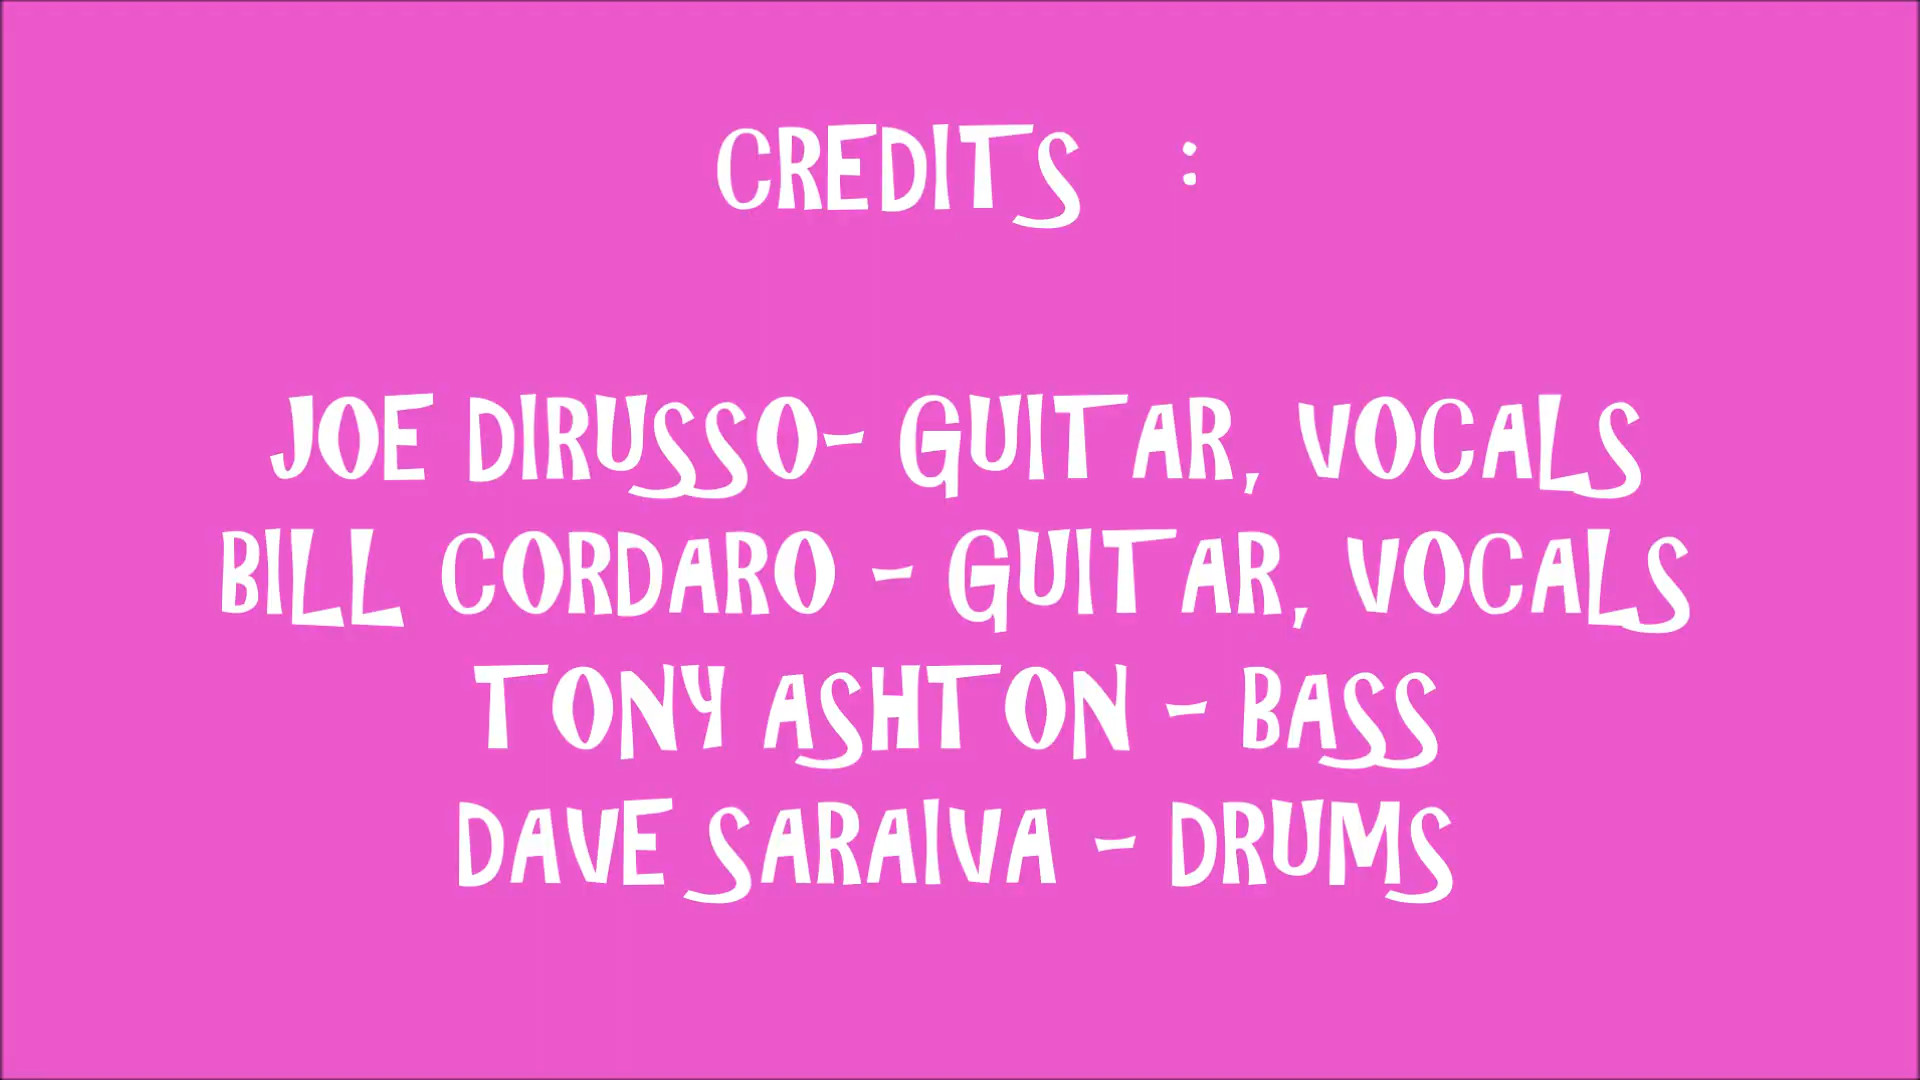 CREDITS :
JOE DIRUSSO- GUITAR, VOCALS
BILL CORDARO - GUITAR, VOCALS
TONY ASHTON - BASS
DAVE SARAIVA - DRUMS